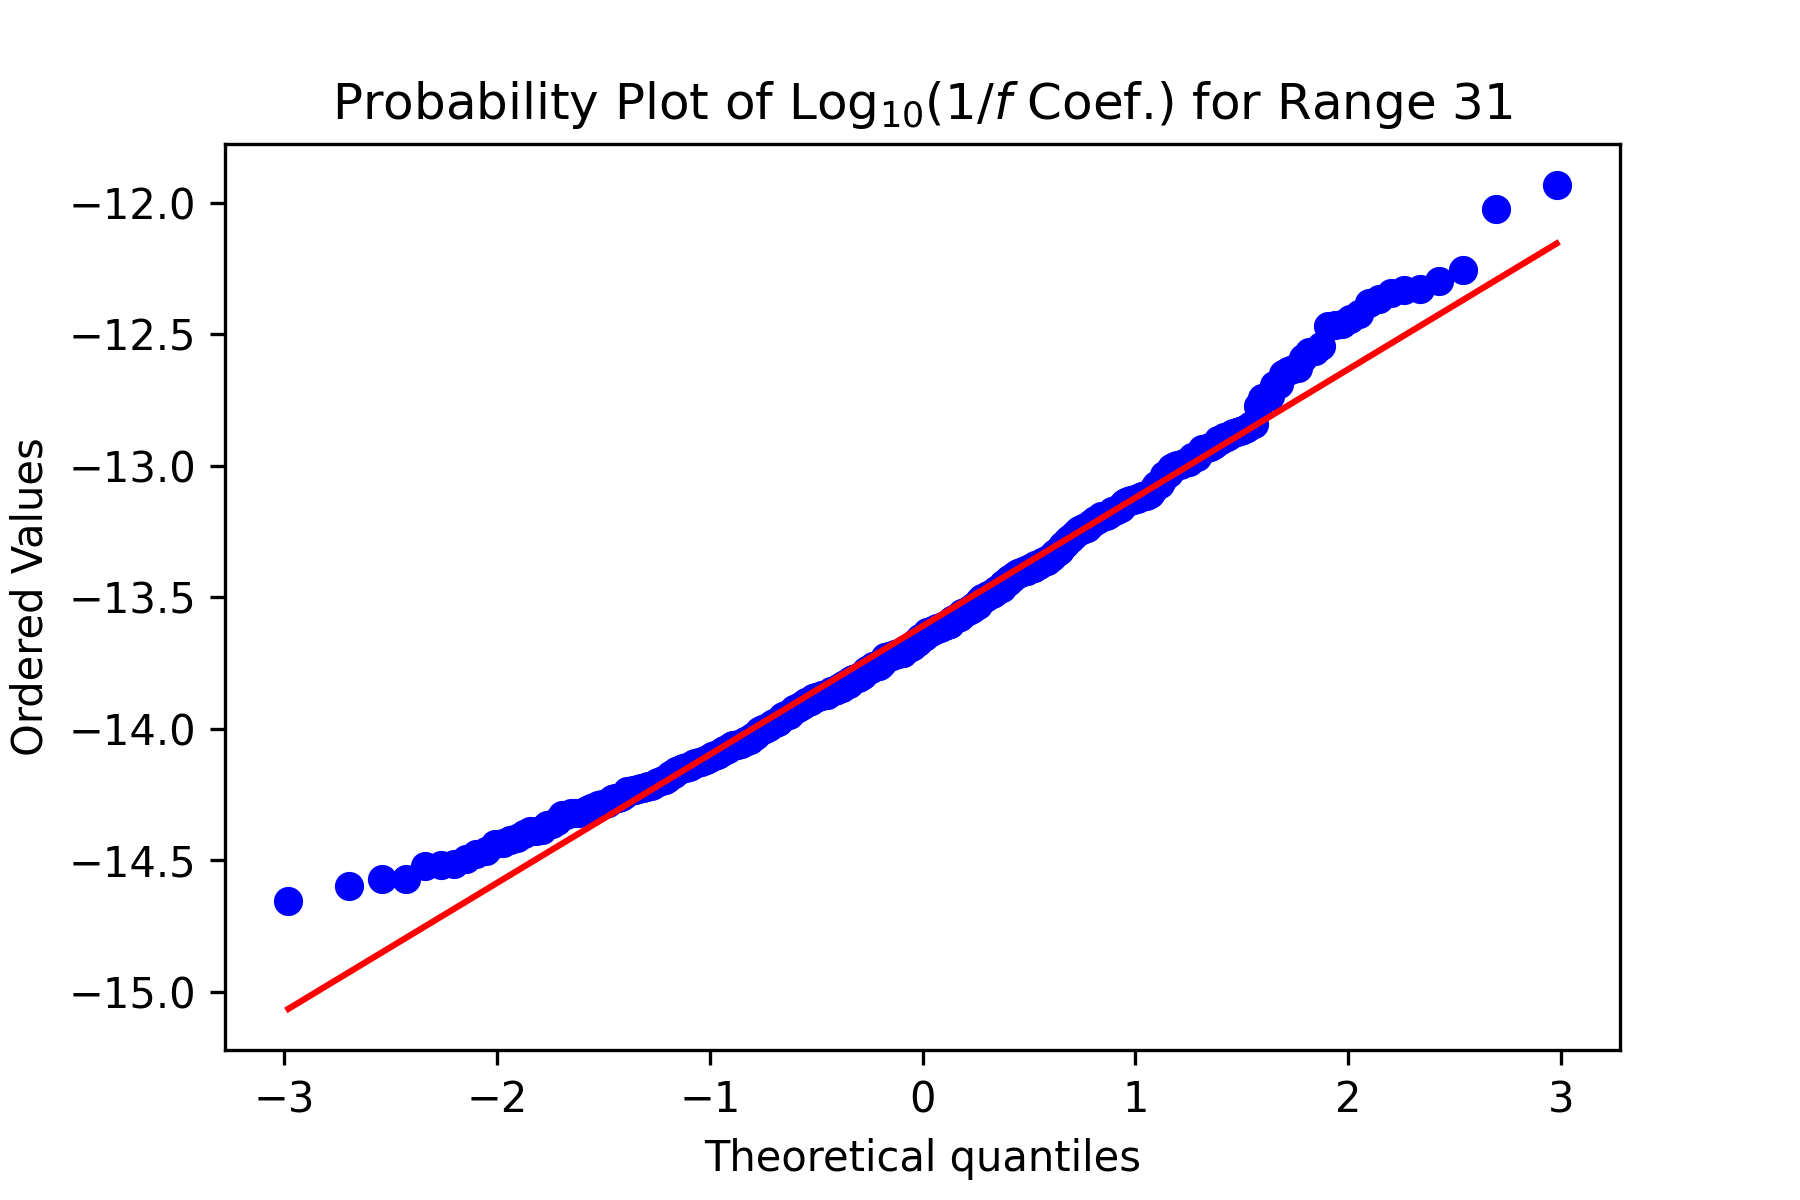 Probability Plot of Log₁₀(1/f Coef.) for Range 31
Ordered Values
−12.0
−12.5
−13.0
−13.5
−14.0
−14.5
−15.0
−3 −2 −1 0 1 2 3
Theoretical quantiles